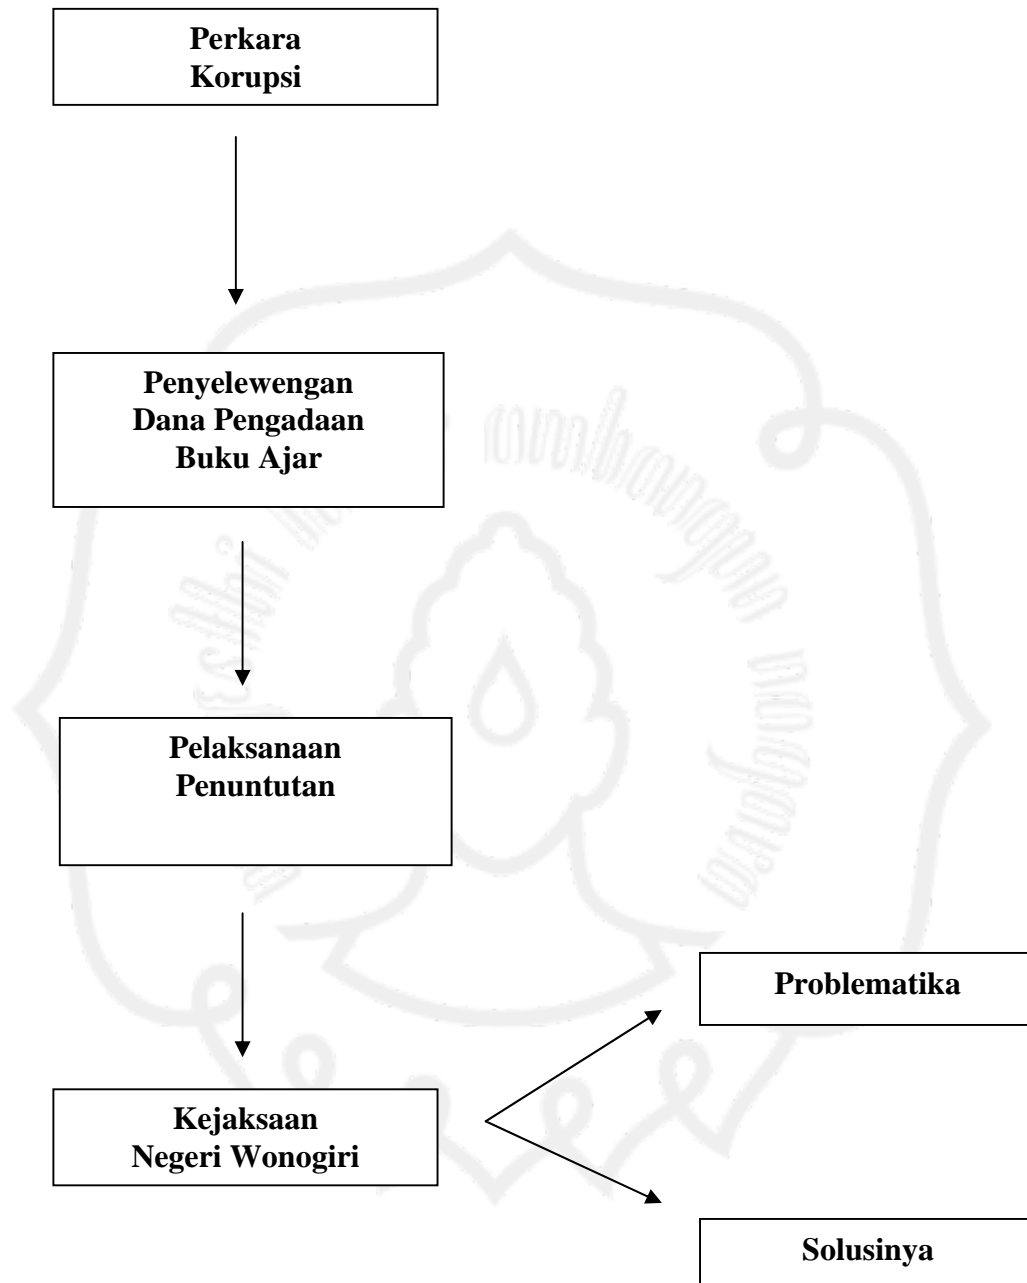 Perkara
Korupsi
Penyelewengan
Dana Pengadaan
Buku Ajar
Pelaksanaan
Penuntutan
Problematika
Kejaksaan
Negeri Wonogiri
Solusinya